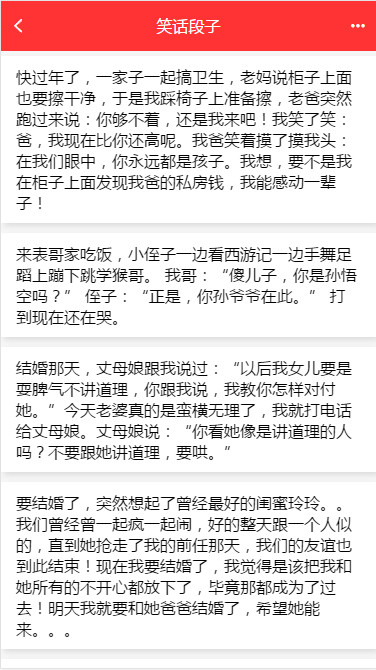 笑话段子
快过年了，一家子一起搞卫生，老妈说柜子上面
也要擦干净，于是我踩椅子上准备擦，老爸突然
跑过来说：你够不着，还是我来吧！我笑了笑：
爸，我现在比你还高呢。我爸笑着摸了摸我头：
在我们眼中，你永远都是孩子。我想，要不是我
在柜子上面发现我爸的私房钱，我能感动一辈
子！
来表哥家吃饭，小侄子一边看西游记一边手舞足
蹈上蹦下跳学猴哥。 我哥：“傻儿子，你是孙悟
空吗？” 侄子：“正是，你孙爷爷在此。” 打
到现在还在哭。
结婚那天，丈母娘跟我说过：“以后我女儿要是
耍脾气不讲道理，你跟我说，我教你怎样对付
她。”今天老婆真的是蛮横无理了，我就打电话
给丈母娘。丈母娘说：“你看她像是讲道理的人
吗？不要跟她讲道理，要哄。”
要结婚了，突然想起了曾经最好的闺蜜玲玲。。
我们曾经曾一起疯一起闹，好的整天跟一个人似
的，直到她抢走了我的前任那天，我们的友谊也
到此结束！现在我要结婚了，我觉得是该把我和
她所有的不开心都放下了，毕竟那都成为了过
去！明天我就要和她爸爸结婚了，希望她能
来。。。